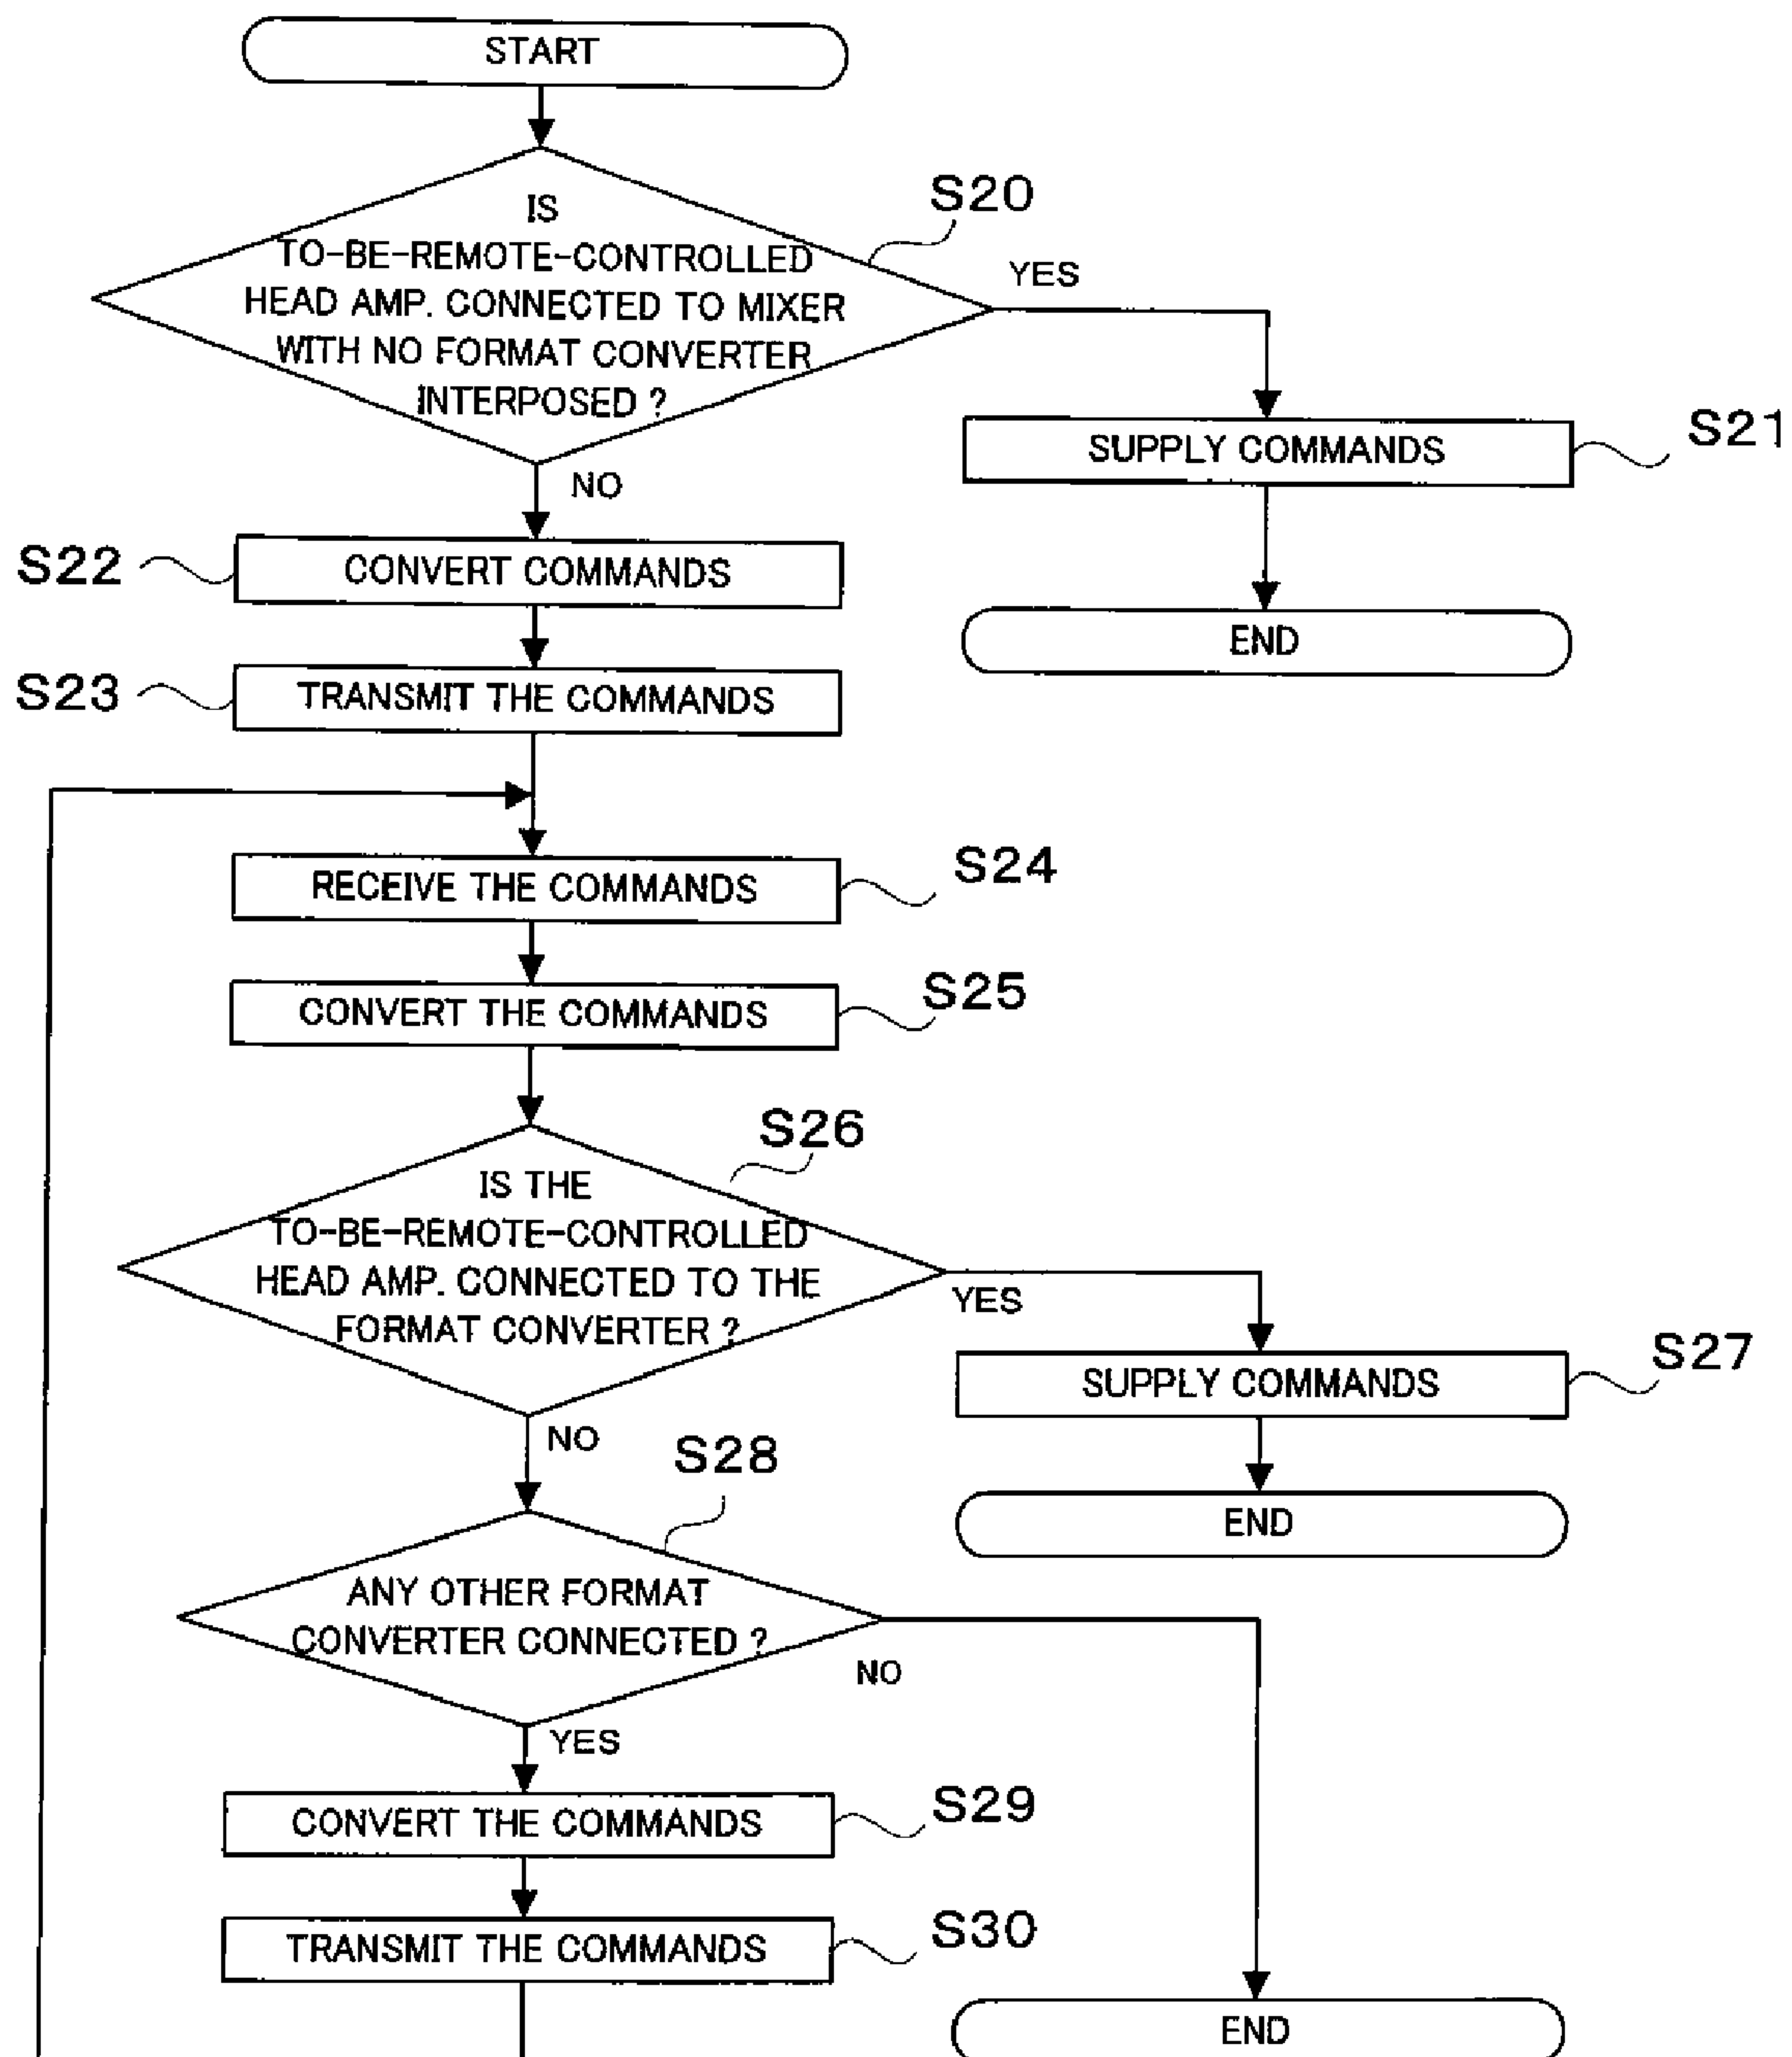 START
IS
TO-BE-REMOTE-CONTROLLED
HEAD AMP. CONNECTED TO MIXER
WITH NO FORMAT CONVERTER
INTERPOSED ?
S20
YES
NO
SUPPLY COMMANDS
S21
END
S22
CONVERT COMMANDS
S23
TRANSMIT THE COMMANDS
RECEIVE THE COMMANDS
S24
CONVERT THE COMMANDS
S25
IS THE
TO-BE-REMOTE-CONTROLLED
HEAD AMP. CONNECTED TO THE
FORMAT CONVERTER ?
S26
YES
NO
SUPPLY COMMANDS
S27
END
S28
ANY OTHER FORMAT
CONVERTER CONNECTED ?
NO
YES
CONVERT THE COMMANDS
S29
TRANSMIT THE COMMANDS
S30
END